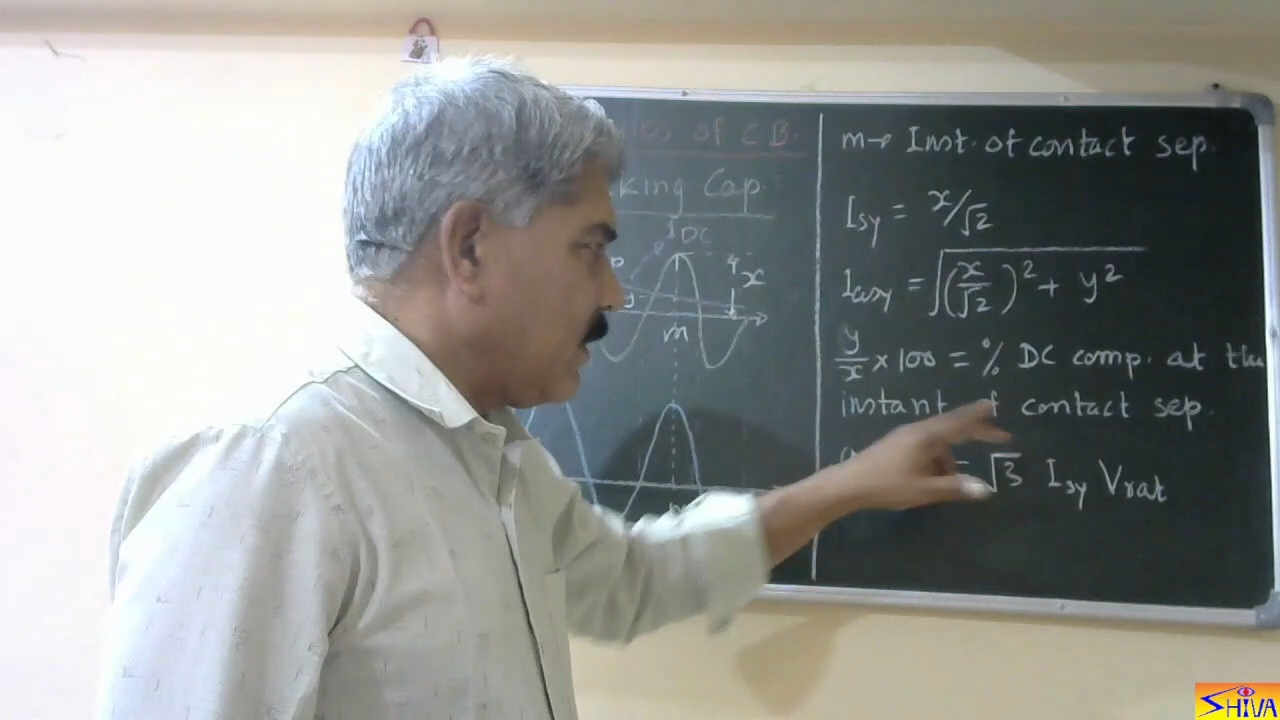 of CB.
Cap.
I DC
x
y
m
m → Inst. of contact sep.
Isy = x/√2
Iasy = √((x/√2)² + y²)
y/x × 100 = % DC comp. at the
instant of contact sep.
= √3 Isy Vrat
SHIVA